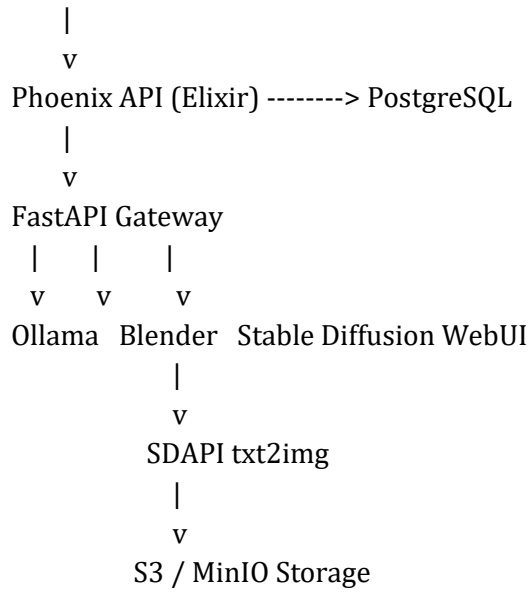 |
v
Phoenix API (Elixir) --------> PostgreSQL
|
v
FastAPI Gateway
| | |
v v v
Ollama Blender Stable Diffusion WebUI
|
v
SDAPI txt2img
|
v
S3 / MinIO Storage